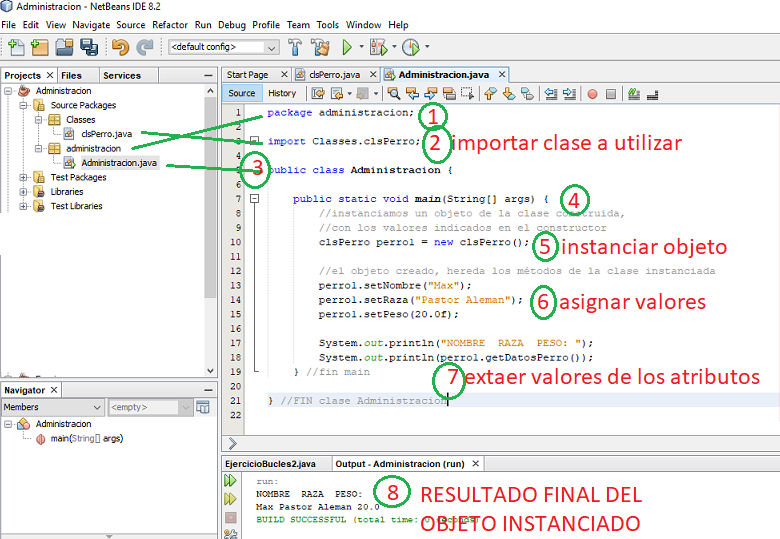 Administracion - NetBeans IDE 8.2
File Edit View Navigate Source Refactor Run Debug Profile Team Tools Window Help
<default config>
Projects Files Services
Administracion
Source Packages
Classes
clsPerro.java
administracion
Administracion.java
Test Packages
Libraries
Test Libraries
Navigator
Members <empty>
Administracion
main(String[] args)
Start Page clsPerro.java Administracion.java
Source History
1 package administracion; 1
2
3 import Classes.clsPerro; 2 importar clase a utilizar
3
5 public class Administracion {
6
7 public static void main(String[] args) { 4
8 //instanciamos un objeto de la clase construida,
9 //con los valores indicados en el constructor
10 clsPerro perro1 = new clsPerro(); 5 instanciar objeto
11
12 //el objeto creado, hereda los métodos de la clase instanciada
13 perro1.setNombre("Max");
14 perro1.setRaza("Pastor Aleman"); 6 asignar valores
15 perro1.setPeso(20.0f);
16
17 System.out.println("NOMBRE RAZA PESO: ");
18 System.out.println(perro1.getDatosPerro());
19 } //fin main
20 7 extaer valores de los atributos
21 } //FIN clase Administracion
22
EjercicioBucles2.java Output - Administracion (run)
run:
NOMBRE RAZA PESO:
Max Pastor Aleman 20.0
BUILD SUCCESSFUL (total time: 0 seconds)
8 RESULTADO FINAL DEL
OBJETO INSTANCIADO